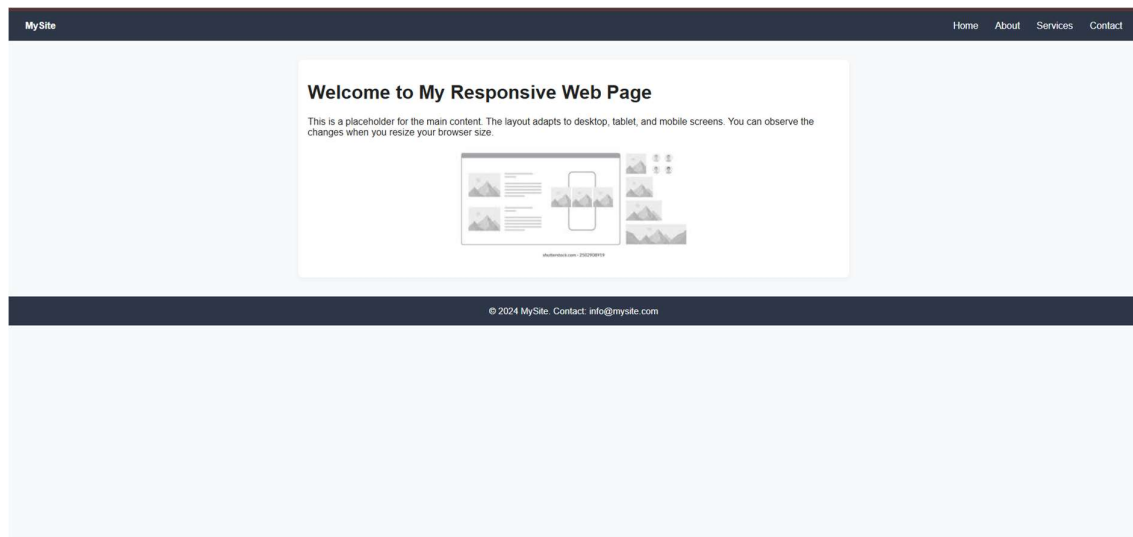 MySite
Home About Services Contact
Welcome to My Responsive Web Page
This is a placeholder for the main content. The layout adapts to desktop, tablet, and mobile screens. You can observe the
changes when you resize your browser size.
© 2024 MySite. Contact: info@mysite.com